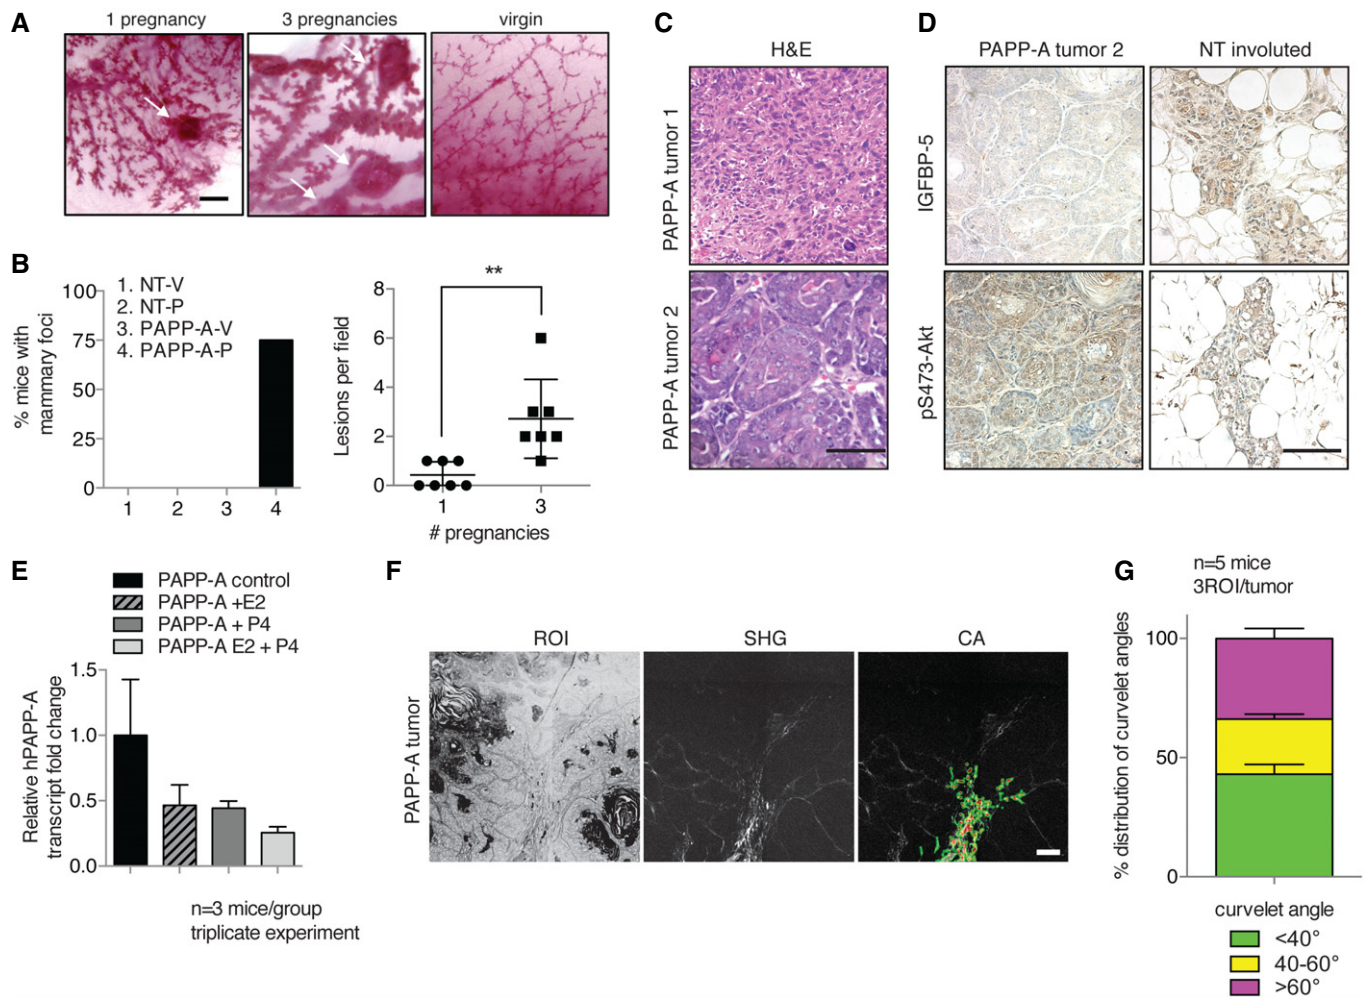 A
1 pregnancy
3 pregnancies
virgin
B
% mice with
mammary foci
100
75
50
25
0
1. NT-V
2. NT-P
3. PAPP-A-V
4. PAPP-A-P
1 2 3 4
Lesions per field
8
6
4
2
0
**
1 3
# pregnancies
C
H&E
PAPP-A tumor 1
PAPP-A tumor 2
D
PAPP-A tumor 2
NT involuted
IGFBP-5
pS473-Akt
E
PAPP-A control
PAPP-A +E2
PAPP-A + P4
PAPP-A E2 + P4
Relative hPAPP-A
transcript fold change
1.5
1.0
0.5
0.0
n=3 mice/group
triplicate experiment
F
ROI
SHG
CA
PAPP-A tumor
G
n=5 mice
3ROI/tumor
% distribution of curvelet angles
100
50
0
curvelet angle
<40°
40-60°
>60°